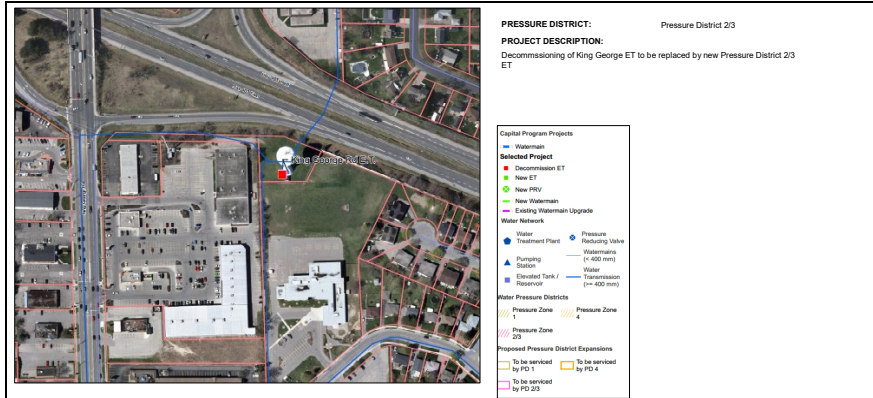 PRESSURE DISTRICT: Pressure District 2/3
PROJECT DESCRIPTION:
Decommssioning of King George ET to be replaced by new Pressure District 2/3
ET
King George Rd E.T.
Capital Program Projects
Watermain
Selected Project
Decommission ET
New ET
New PRV
New Watermain
Existing Watermain Upgrade
Water Network
Water
Treatment Plant
Pressure
Reducing Valve
Pumping
Station
Watermains
(< 400 mm)
Elevated Tank /
Reservoir
Water
Transmission
(>= 400 mm)
Water Pressure Districts
Pressure Zone
1
Pressure Zone
4
Pressure Zone
2/3
Proposed Pressure District Expansions
To be serviced
by PD 1
To be serviced
by PD 4
To be serviced
by PD 2/3